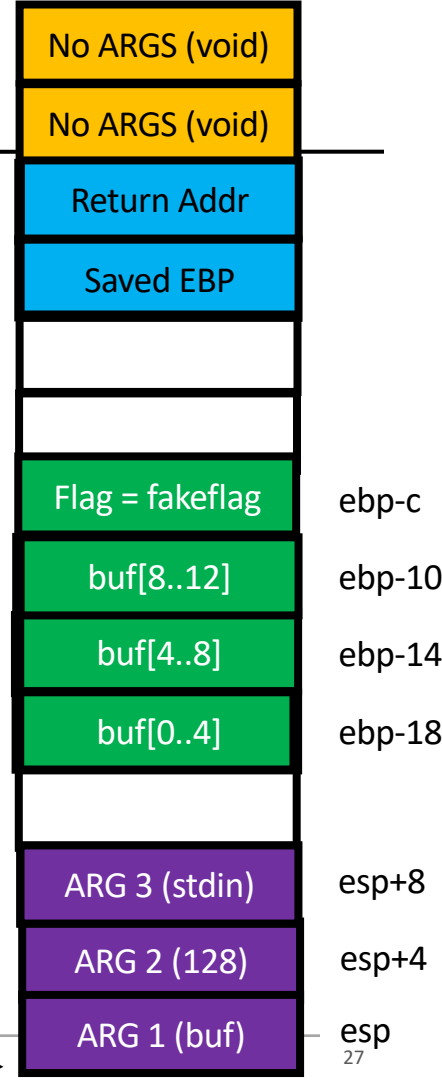 No ARGS (void)
No ARGS (void)
Return Addr
Saved EBP
Flag = fakeflag ebp-c
buf[8..12] ebp-10
buf[4..8] ebp-14
buf[0..4] ebp-18
ARG 3 (stdin) esp+8
ARG 2 (128) esp+4
ARG 1 (buf) esp
27